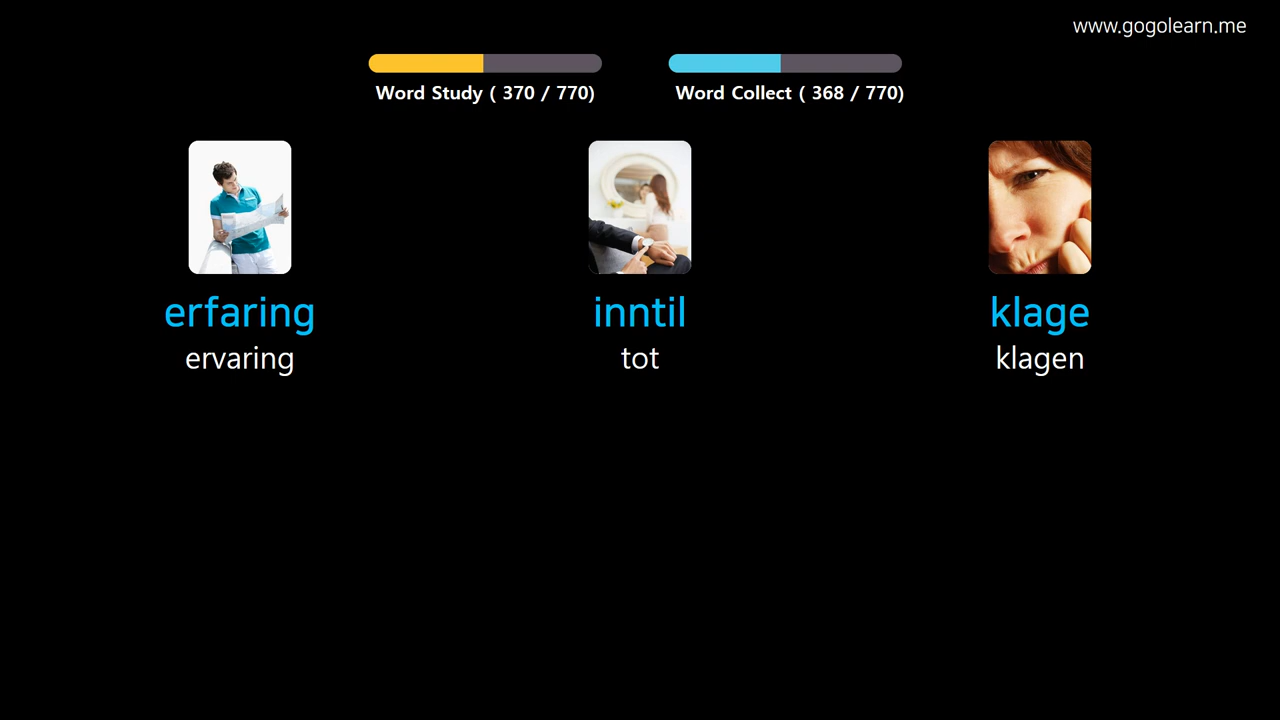 www.gogolearn.me
Word Study ( 370 / 770)
Word Collect ( 368 / 770)
erfaring
ervaring
inntil
tot
klage
klagen